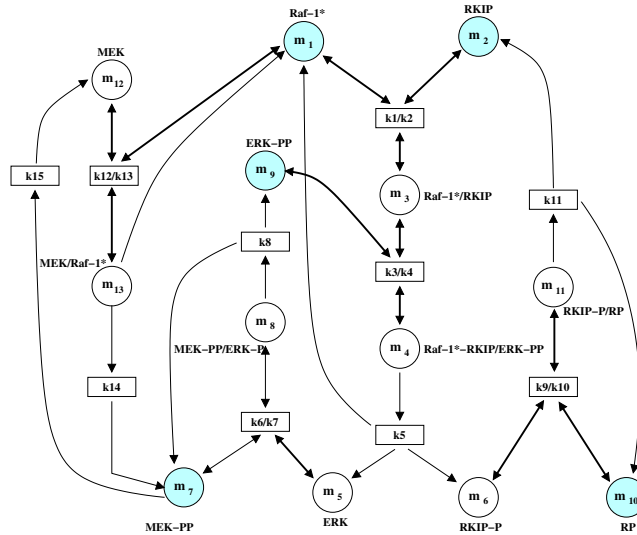 Raf−1*
RKIP
m 1
m 2
MEK
m 12
k1/k2
ERK−PP
k15
k12/k13
m 9
m 3
Raf−1*/RKIP
k11
k8
MEK/Raf−1*
k3/k4
m 13
m 11
RKIP−P/RP
m 8
MEK−PP/ERK−P
m 4
Raf−1*−RKIP/ERK−PP
k14
k9/k10
k6/k7
k5
m 7
m 5
m 6
m 10
MEK−PP
ERK
RKIP−P
RP